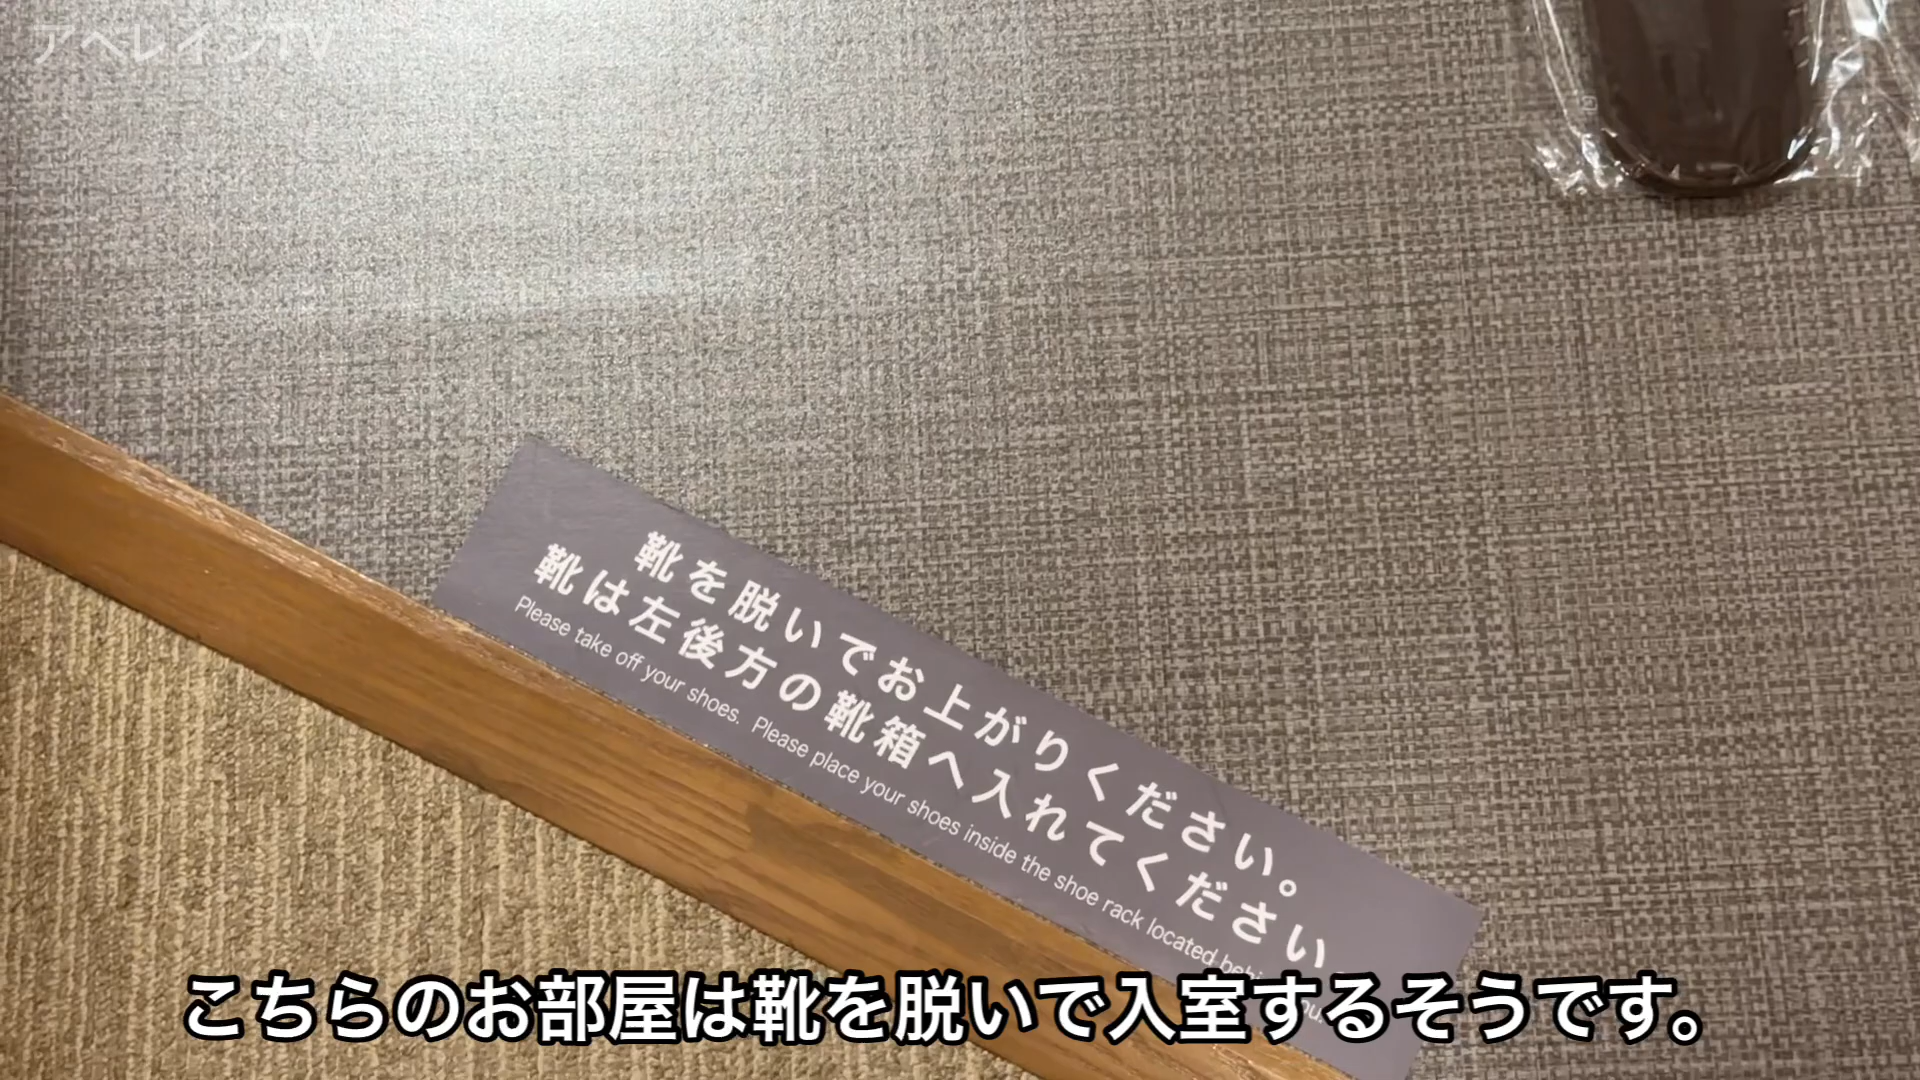 アベレインTV
靴を脱いでお上がりください。
靴は左後方の靴箱へ入れてください
Please take off your shoes. Please place your shoes inside the shoe rack located
こちらのお部屋は靴を脱いで入室するそうです。